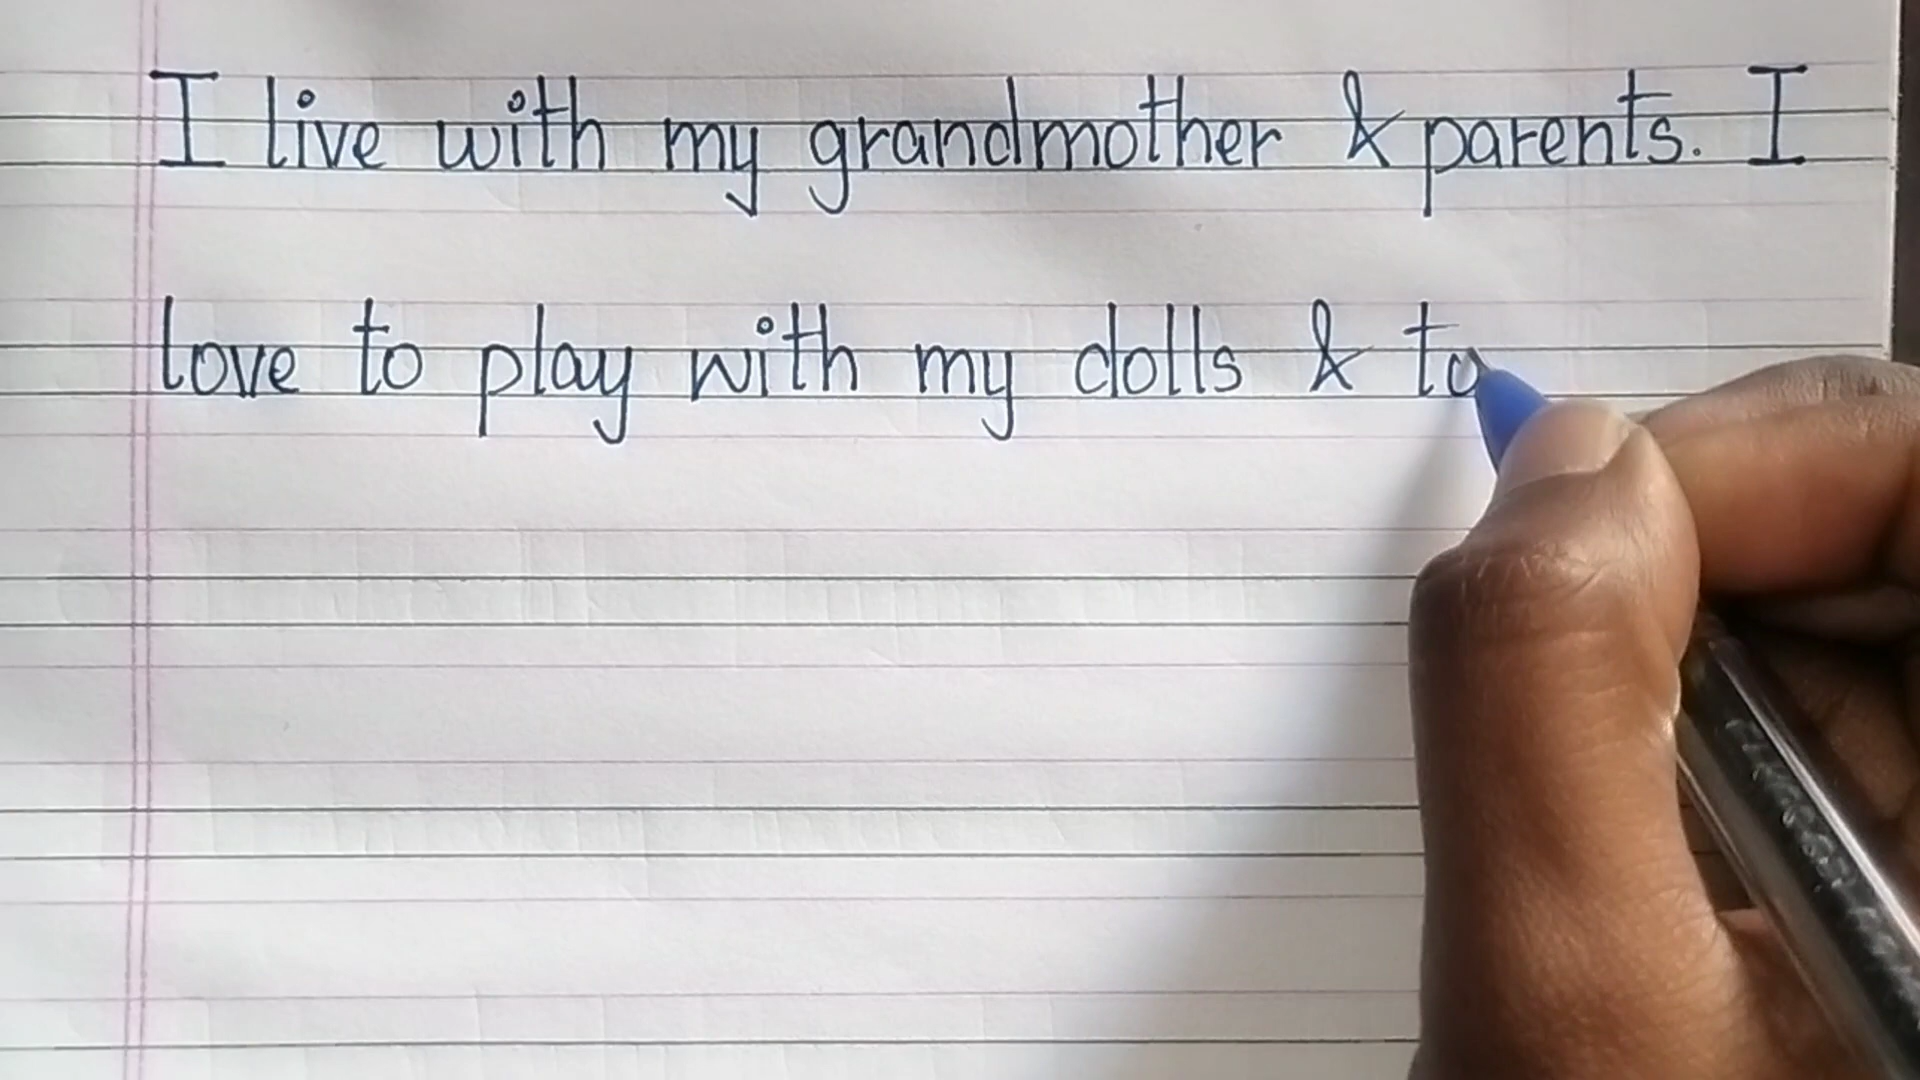 I live with my grandmother & parents. I
love to play with my dolls & to